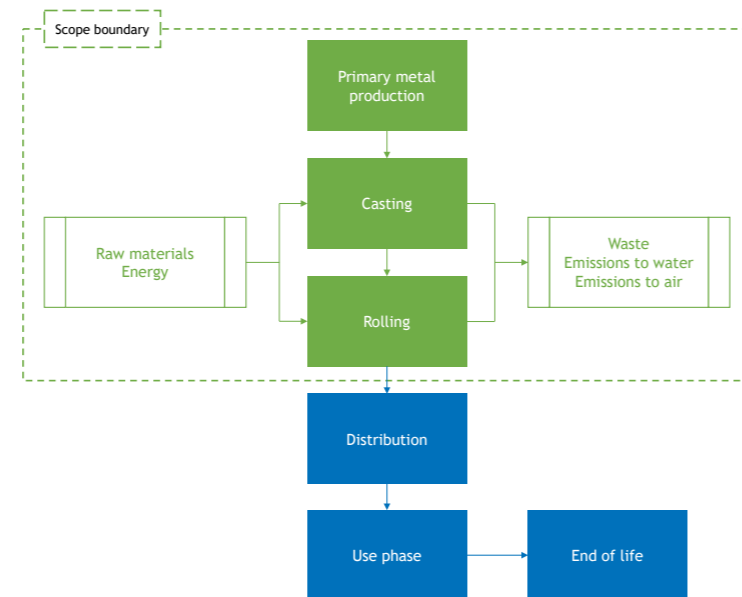 Scope boundary
Primary metal
production
Casting
Raw materials
Energy
Waste
Emissions to water
Emissions to air
Rolling
Distribution
Use phase
End of life